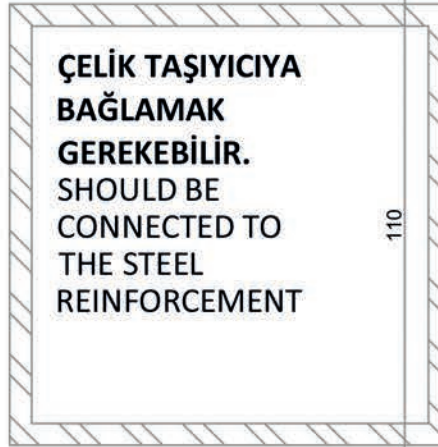 ÇELİK TAŞIYICIYA
BAĞLAMAK
GEREKEBİLİR.
SHOULD BE
CONNECTED TO
THE STEEL
REINFORCEMENT
110